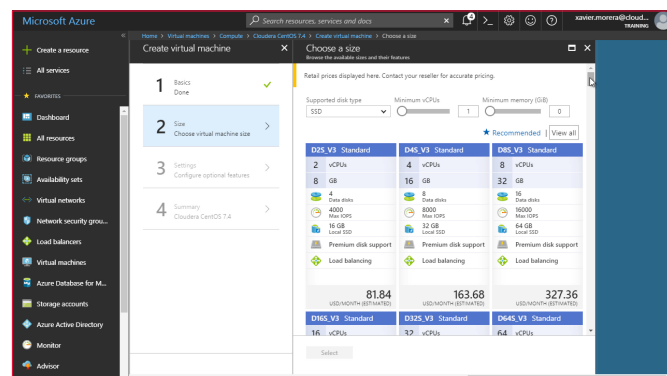 Microsoft Azure
Search resources, services and docs
xavier.morera@cloud...
TRAINING
Home > Virtual machines > Compute > Cloudera CentOS 7.4 > Create virtual machine > Choose a size
Create a resource
All services
FAVORITES
Dashboard
All resources
Resource groups
Availability sets
Virtual networks
Network security grou...
Load balancers
Virtual machines
Azure Database for M...
Storage accounts
Azure Active Directory
Monitor
Advisor
Create virtual machine
1 Basics
Done
2 Size
Choose virtual machine size
3 Settings
Configure optional features
4 Summary
Cloudera CentOS 7.4
Choose a size
Browse the available sizes and their features
Retail prices displayed here. Contact your reseller for accurate pricing.
Supported disk type Minimum vCPUs Minimum memory (GiB)
SSD 1 0
Recommended | View all
D2S_V3 Standard D4S_V3 Standard D8S_V3 Standard
2 vCPUs 4 vCPUs 8 vCPUs
8 GB 16 GB 32 GB
4 8 16
Data disks Data disks Data disks
4000 8000 16000
Max IOPS Max IOPS Max IOPS
16 GB 32 GB 64 GB
Local SSD Local SSD Local SSD
Premium disk support Premium disk support Premium disk support
Load balancing Load balancing Load balancing
81.84 163.68 327.36
USD/MONTH (ESTIMATED) USD/MONTH (ESTIMATED) USD/MONTH (ESTIMATED)
D16S_V3 Standard D32S_V3 Standard D64S_V3 Standard
16 vCPUs 32 vCPUs 64 vCPUs
Select